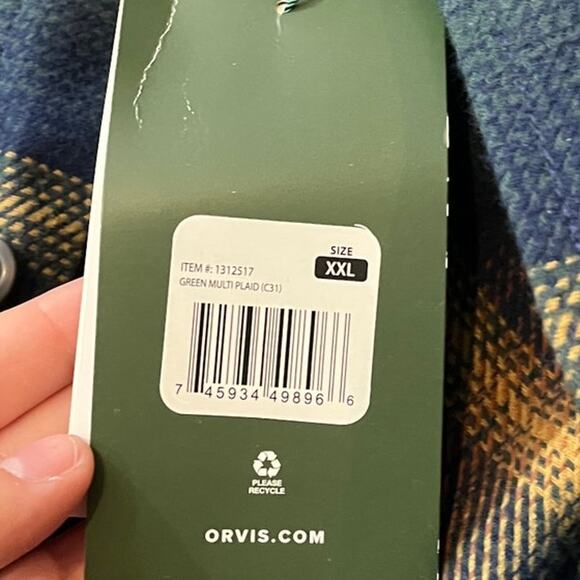 SIZE
XXL
ITEM #: 1312517
GREEN MULTI PLAID (C31)
7 45934 49896 6
PLEASE
RECYCLE
ORVIS.COM